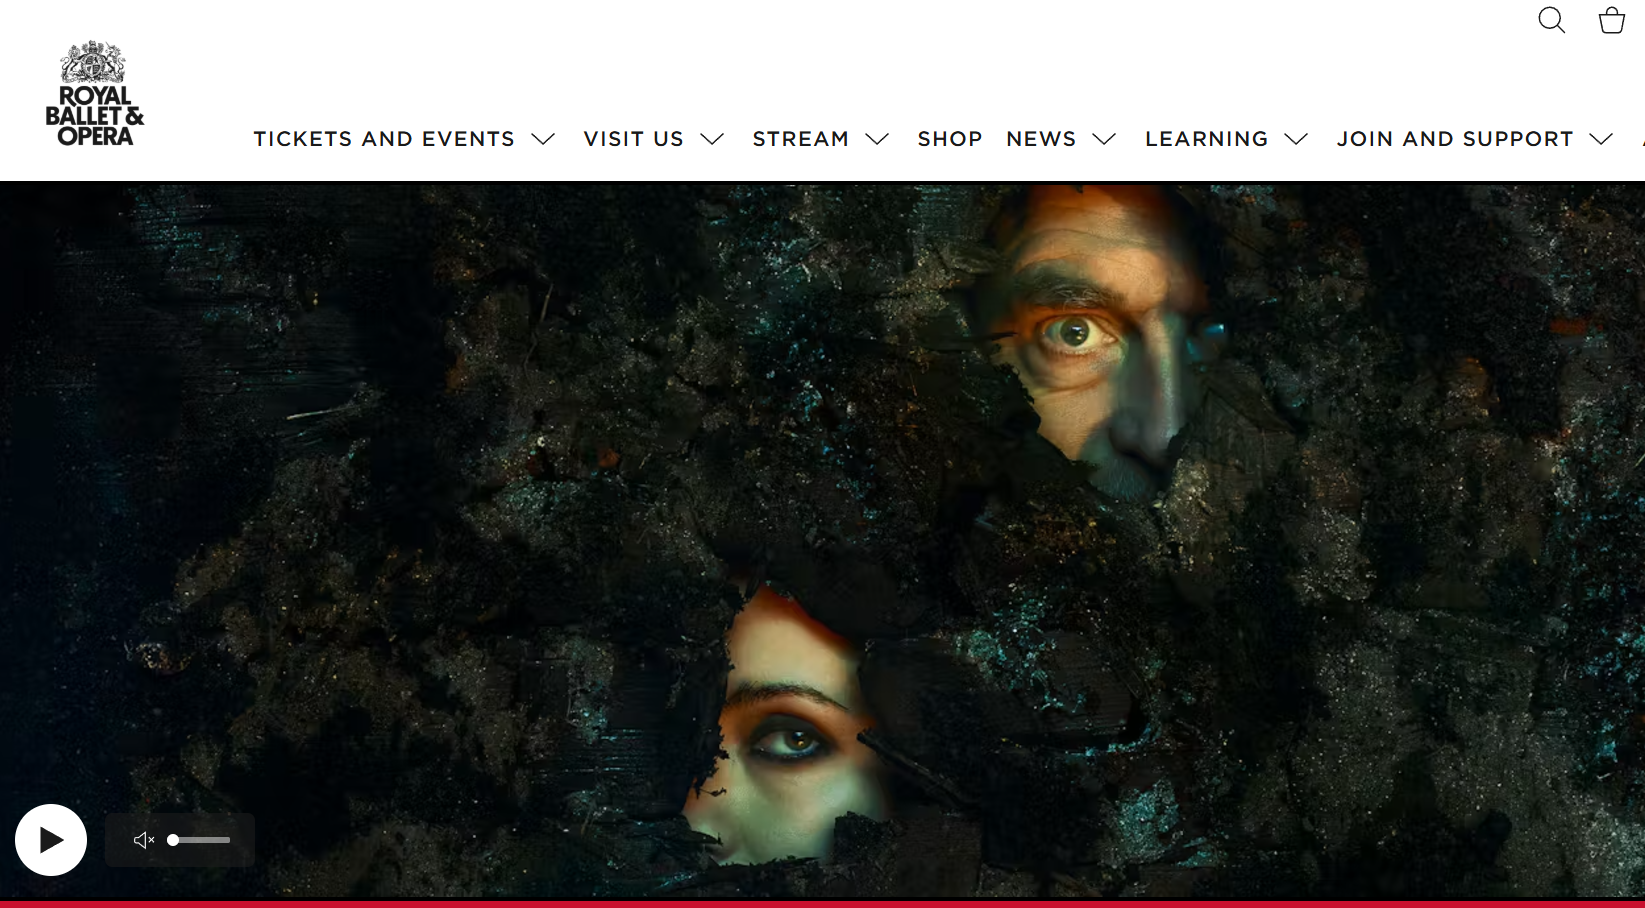 ROYAL
BALLET &
OPERA
TICKETS AND EVENTS VISIT US STREAM SHOP NEWS LEARNING JOIN AND SUPPORT